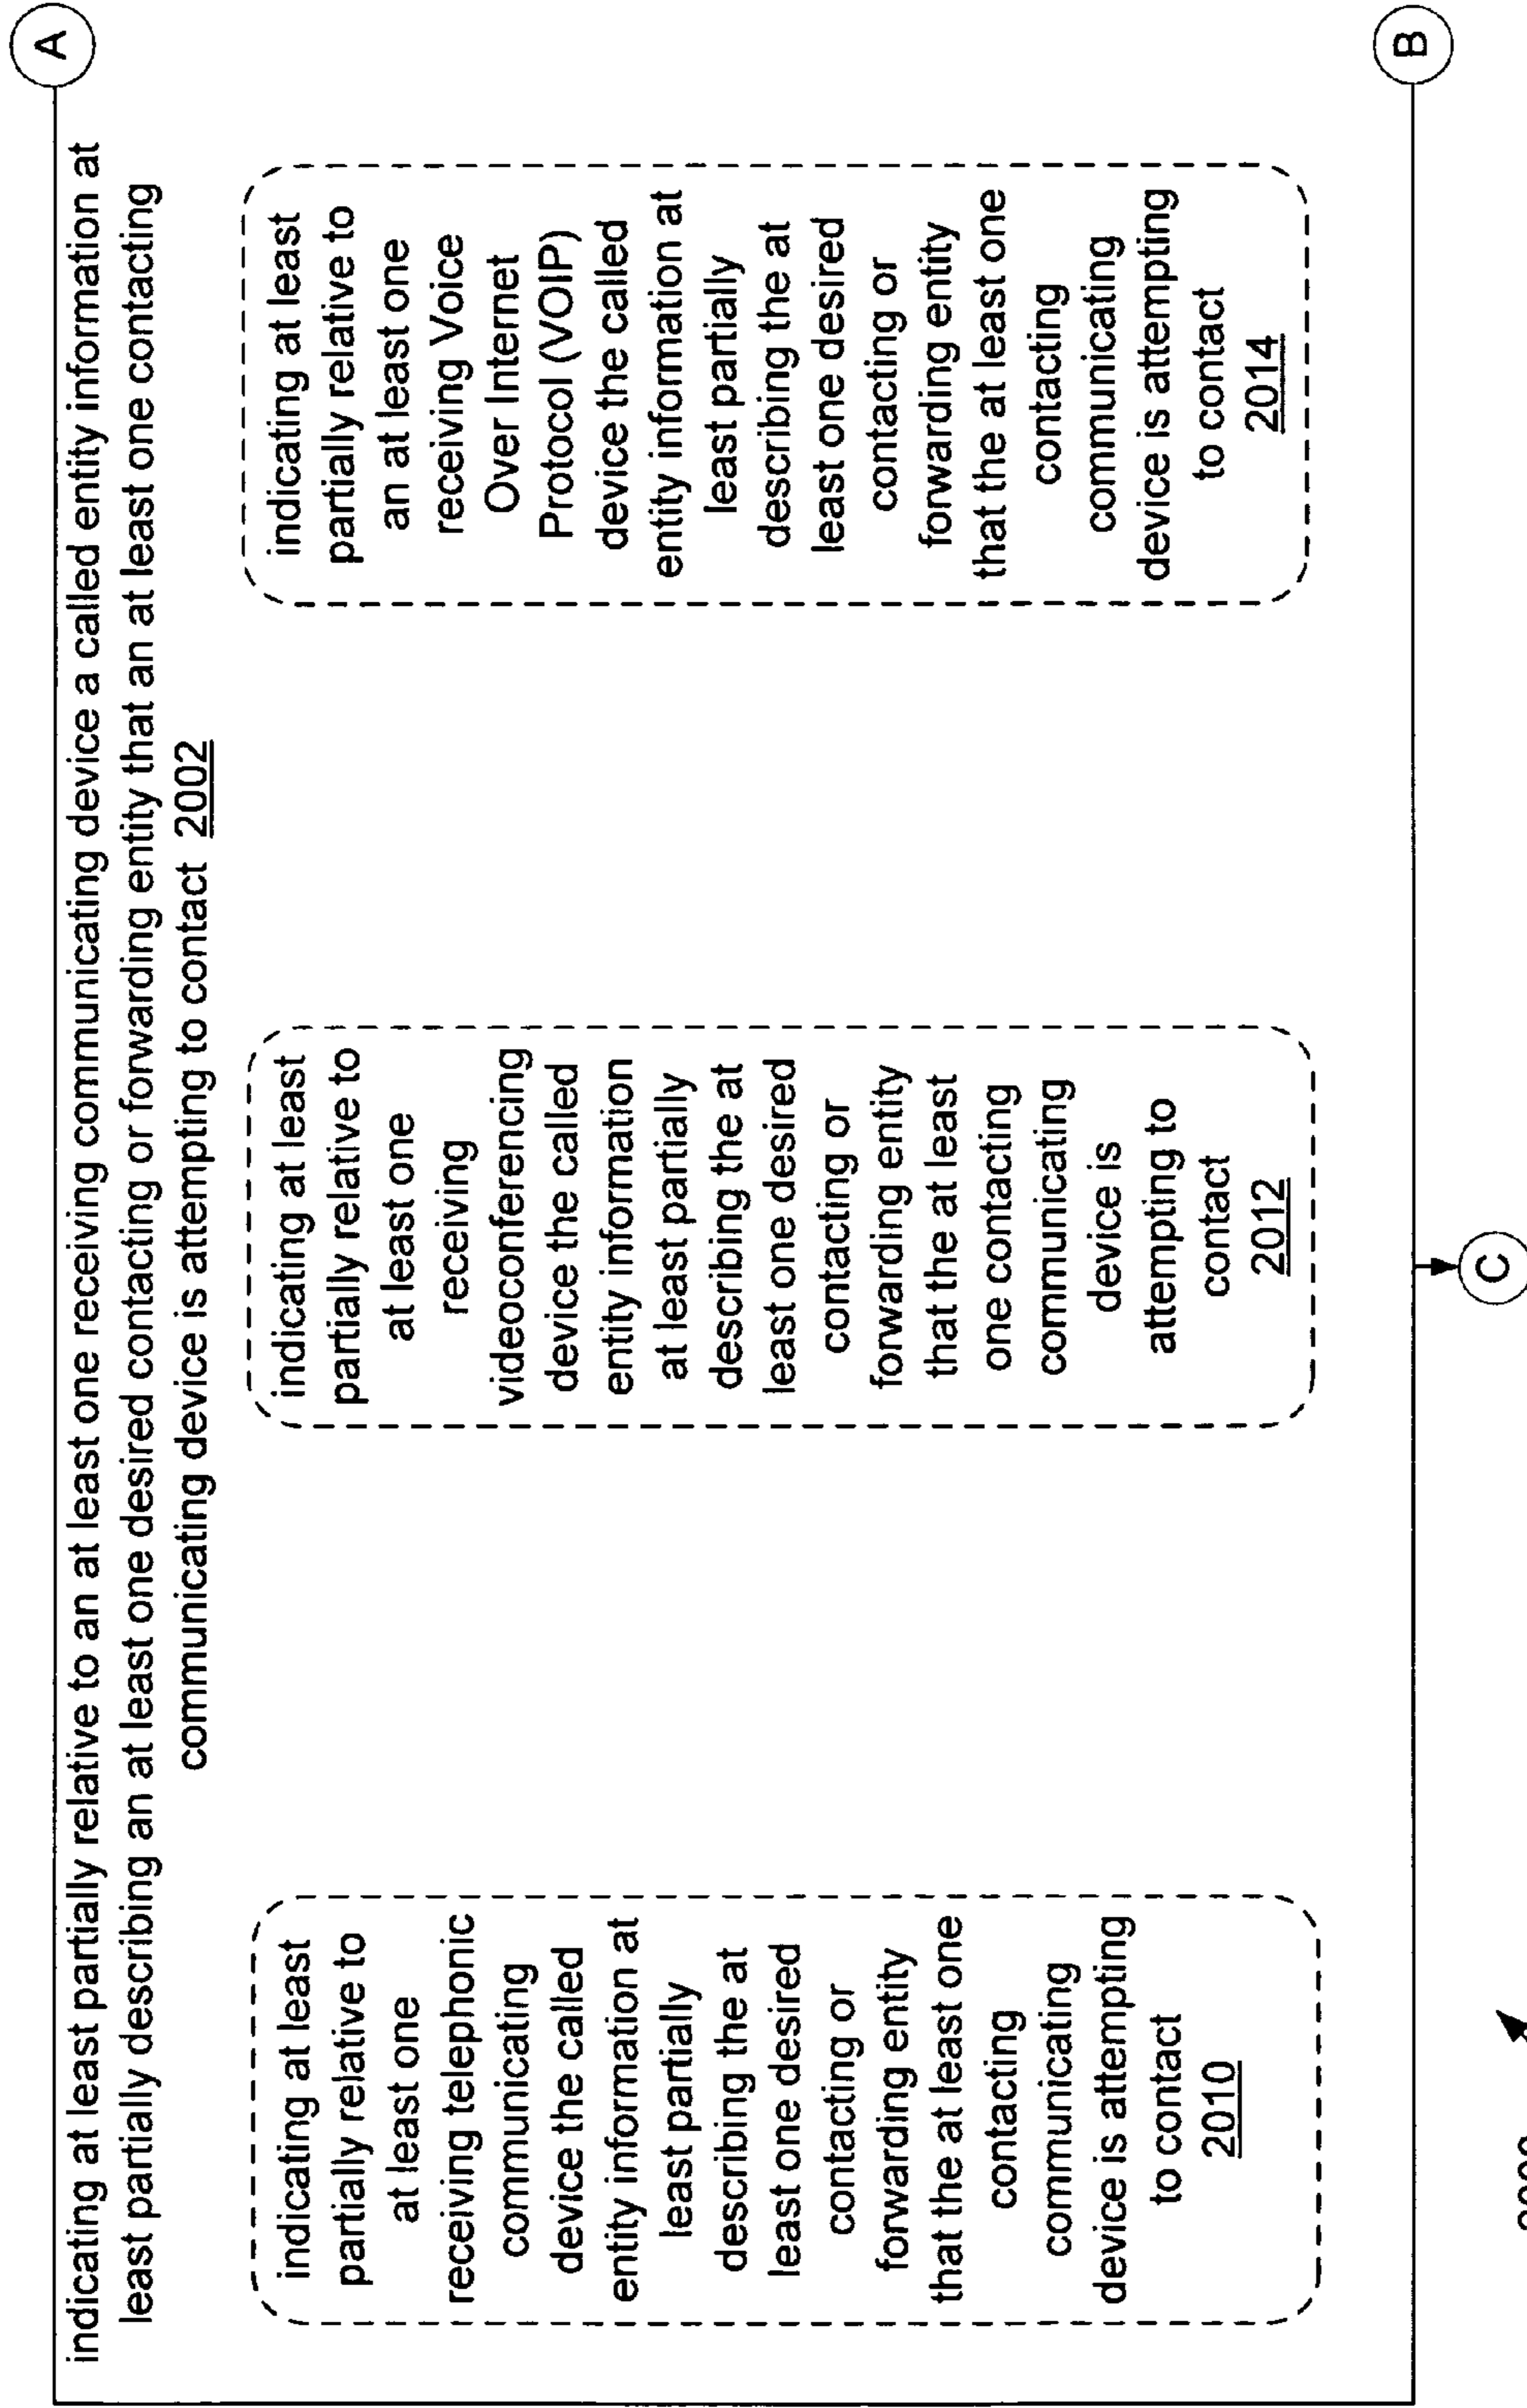 A
indicating at least partially relative to an at least one receiving communicating device a called entity information at
least partially describing an at least one desired contacting or forwarding entity that an at least one contacting
communicating device is attempting to contact 2002
indicating at least
partially relative to
at least one
receiving telephonic
communicating
device the called
entity information at
least partially
describing the at
least one desired
contacting or
forwarding entity
that the at least one
contacting
communicating
device is attempting
to contact
2010
indicating at least
partially relative to
at least one
receiving
videoconferencing
device the called
entity information
at least partially
describing the at
least one desired
contacting or
forwarding entity
that the at least
one contacting
communicating
device is
attempting to
contact
2012
indicating at least
partially relative to
an at least one
receiving Voice
Over Internet
Protocol (VOIP)
device the called
entity information at
least partially
describing the at
least one desired
contacting or
forwarding entity
that the at least one
contacting
communicating
device is attempting
to contact
2014
B
C